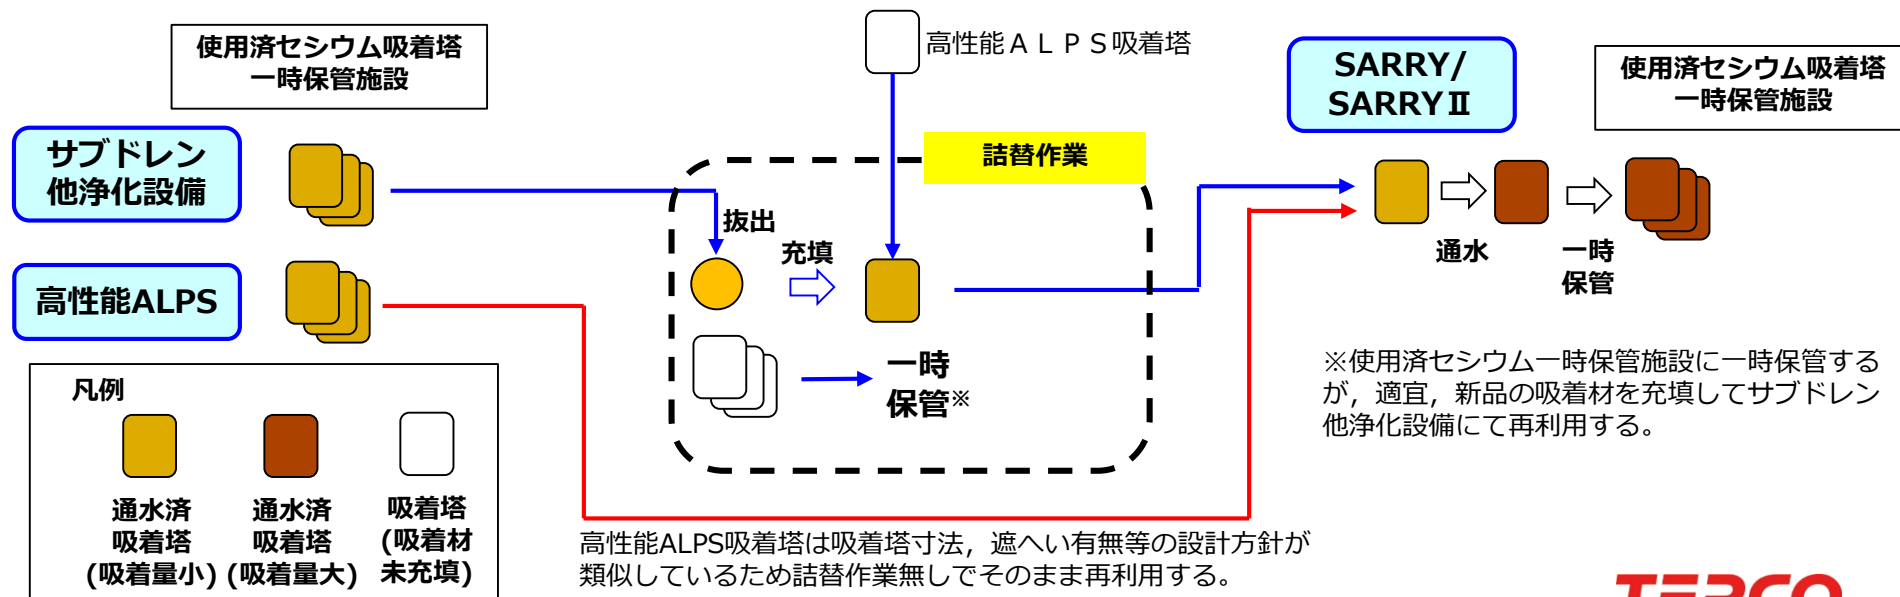 使用済セシウム吸着塔
一時保管施設
高性能ＡＬＰＳ吸着塔
SARRY/
SARRYⅡ
使用済セシウム吸着塔
一時保管施設
サブドレン
他浄化設備
詰替作業
抜出
充填
通水
一時
保管
高性能ALPS
一時
保管※
※使用済セシウム一時保管施設に一時保管する
が，適宜，新品の吸着材を充填してサブドレン
他浄化設備にて再利用する。
凡例
通水済
吸着塔
(吸着量小)
通水済
吸着塔
(吸着量大)
吸着塔
(吸着材
未充填)
高性能ALPS吸着塔は吸着塔寸法，遮へい有無等の設計方針が
類似しているため詰替作業無しでそのまま再利用する。
TEPCO